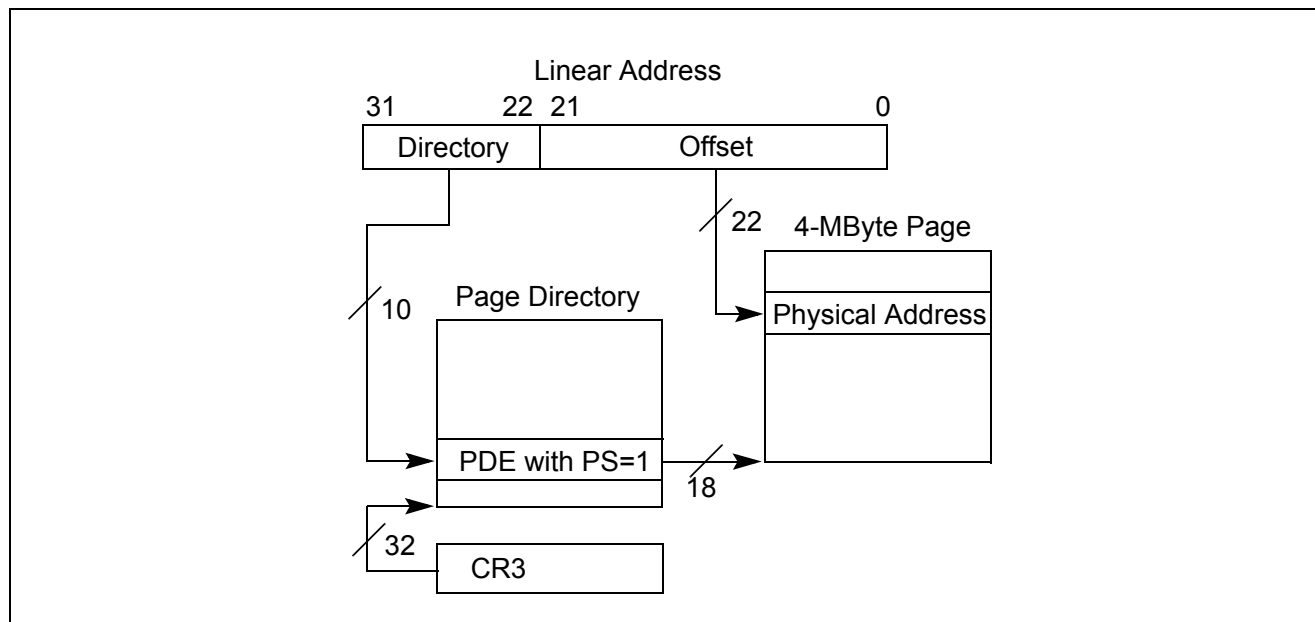 Linear Address
31 22 21 0
Directory Offset
22
4-MByte Page
10
Page Directory
Physical Address
PDE with PS=1
18
32
CR3